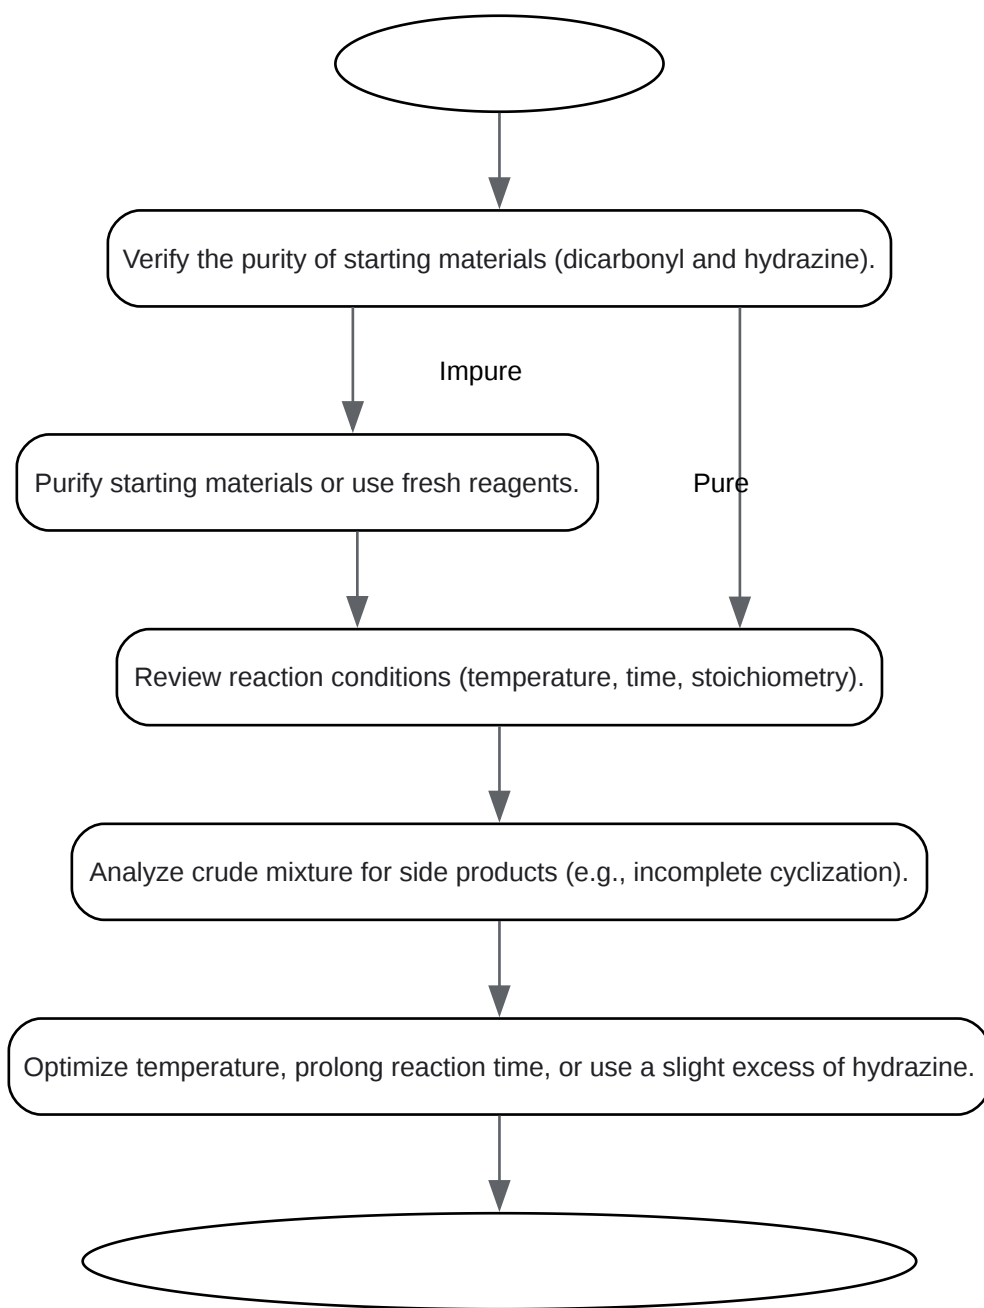 Verify the purity of starting materials (dicarbonyl and hydrazine).
Impure
Purify starting materials or use fresh reagents.
Pure
Review reaction conditions (temperature, time, stoichiometry).
Analyze crude mixture for side products (e.g., incomplete cyclization).
Optimize temperature, prolong reaction time, or use a slight excess of hydrazine.